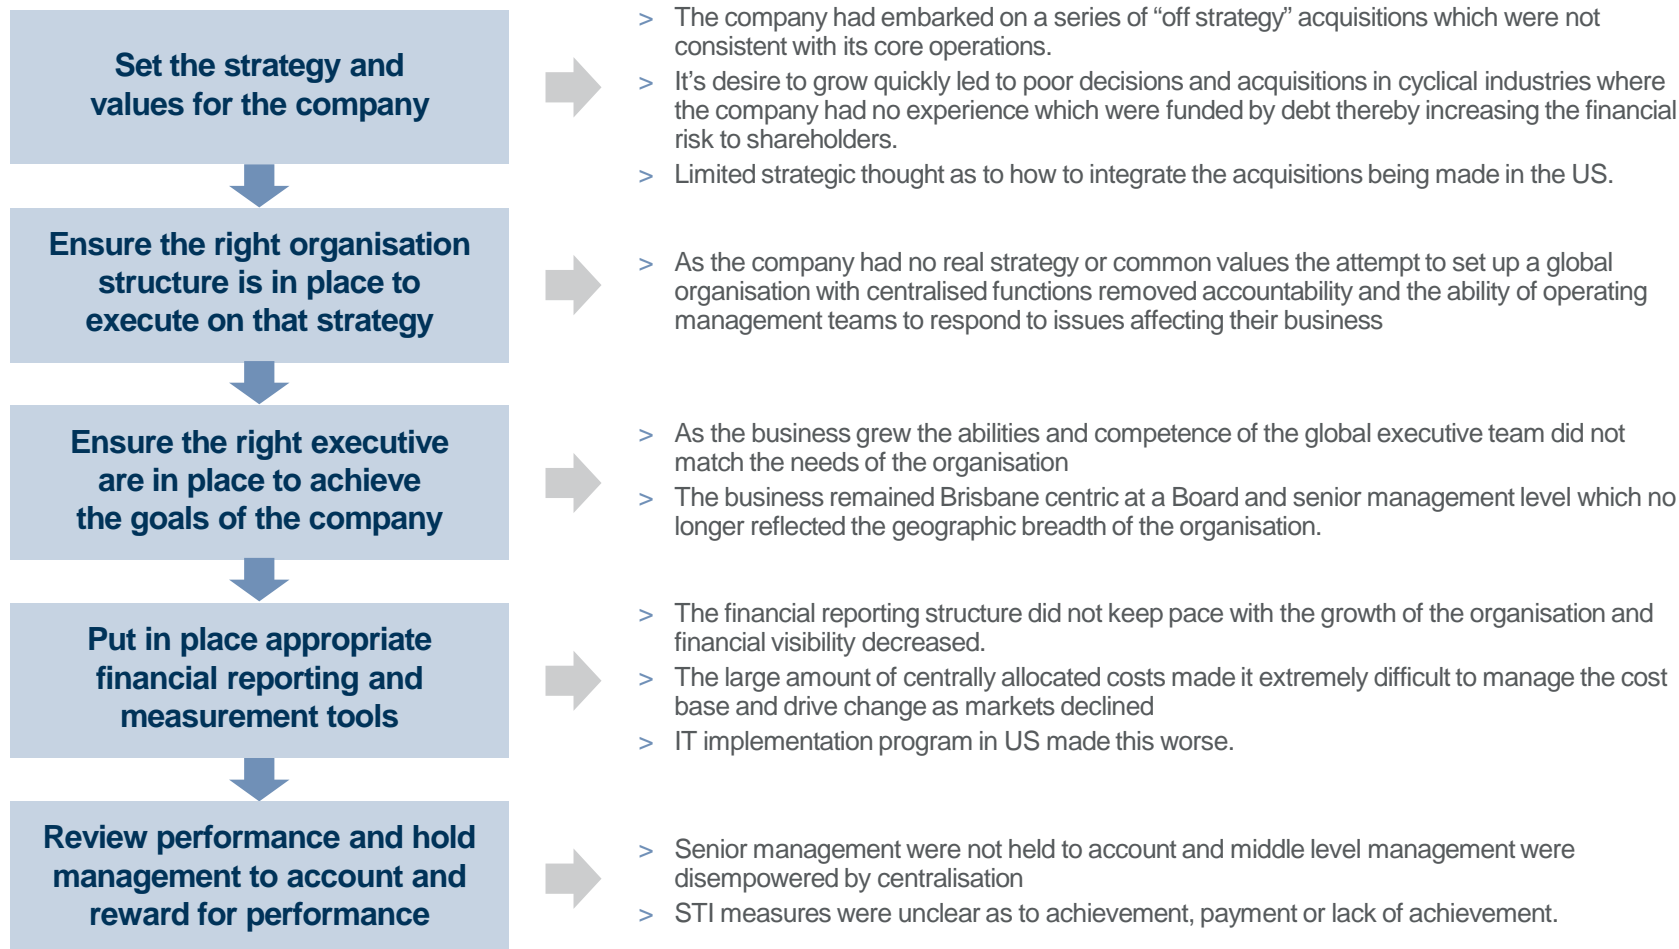 Set the strategy and
values for the company
> The company had embarked on a series of “off strategy” acquisitions which were not
consistent with its core operations.
> It’s desire to grow quickly led to poor decisions and acquisitions in cyclical industries where
the company had no experience which were funded by debt thereby increasing the financial
risk to shareholders.
> Limited strategic thought as to how to integrate the acquisitions being made in the US.
Ensure the right organisation
structure is in place to
execute on that strategy
> As the company had no real strategy or common values the attempt to set up a global
organisation with centralised functions removed accountability and the ability of operating
management teams to respond to issues affecting their business
Ensure the right executive
are in place to achieve
the goals of the company
> As the business grew the abilities and competence of the global executive team did not
match the needs of the organisation
> The business remained Brisbane centric at a Board and senior management level which no
longer reflected the geographic breadth of the organisation.
Put in place appropriate
financial reporting and
measurement tools
> The financial reporting structure did not keep pace with the growth of the organisation and
financial visibility decreased.
> The large amount of centrally allocated costs made it extremely difficult to manage the cost
base and drive change as markets declined
> IT implementation program in US made this worse.
Review performance and hold
management to account and
reward for performance
> Senior management were not held to account and middle level management were
disempowered by centralisation
> STI measures were unclear as to achievement, payment or lack of achievement.